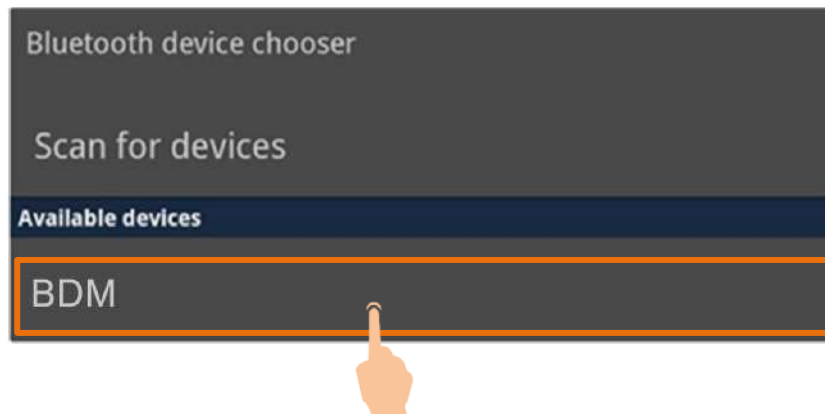 Bluetooth device chooser
Scan for devices
Available devices
BDM